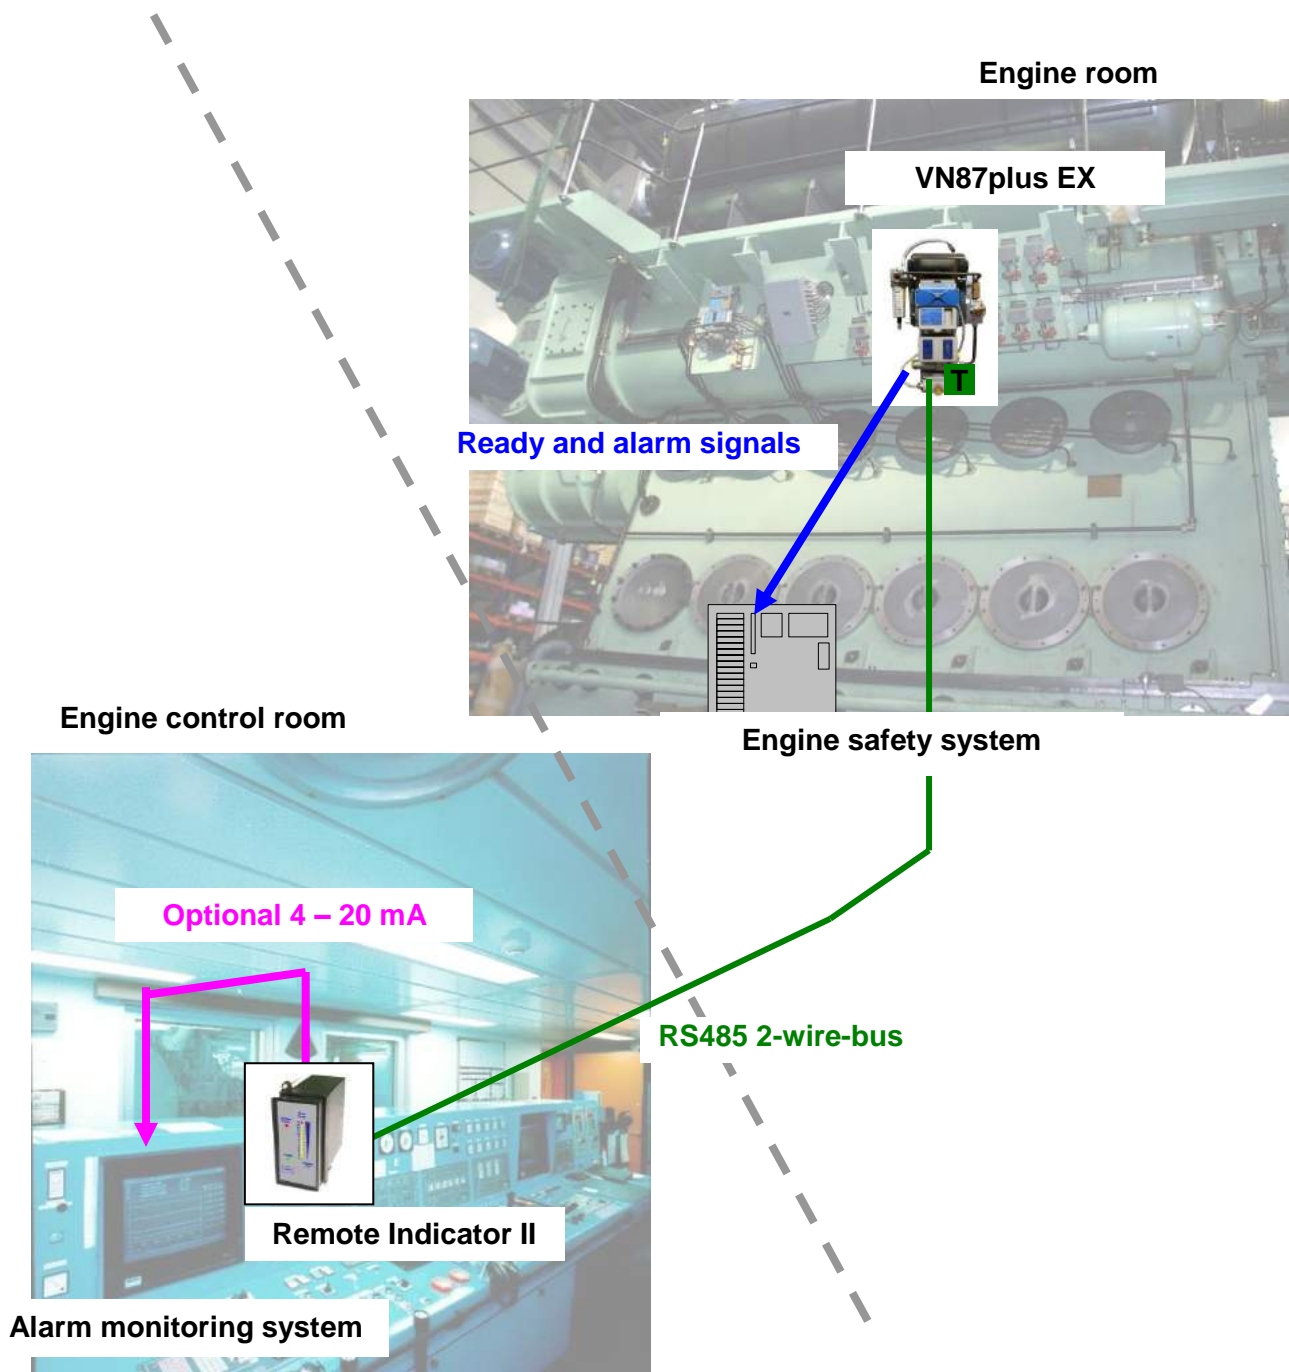 Engine room
VN87plus EX
T
Ready and alarm signals
Engine control room
Engine safety system
Optional 4 – 20 mA
RS485 2-wire-bus
Remote Indicator II
Alarm monitoring system